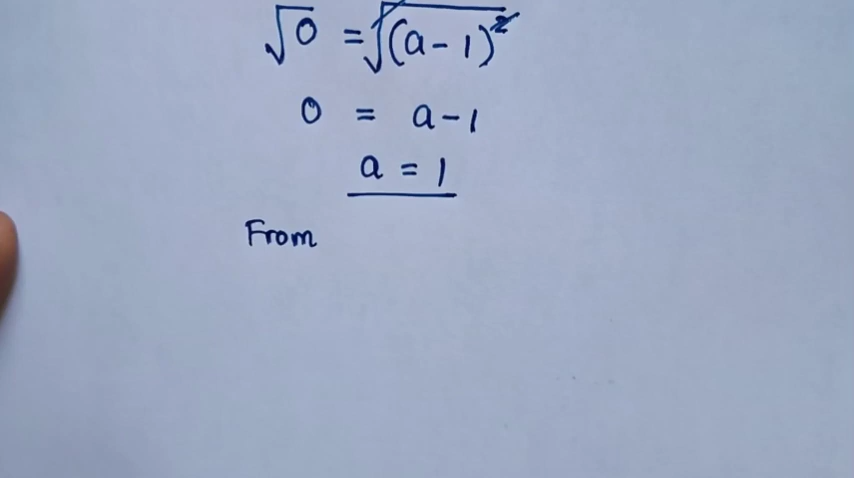 √0 = √(a-1)²
0 = a-1
a = 1
From